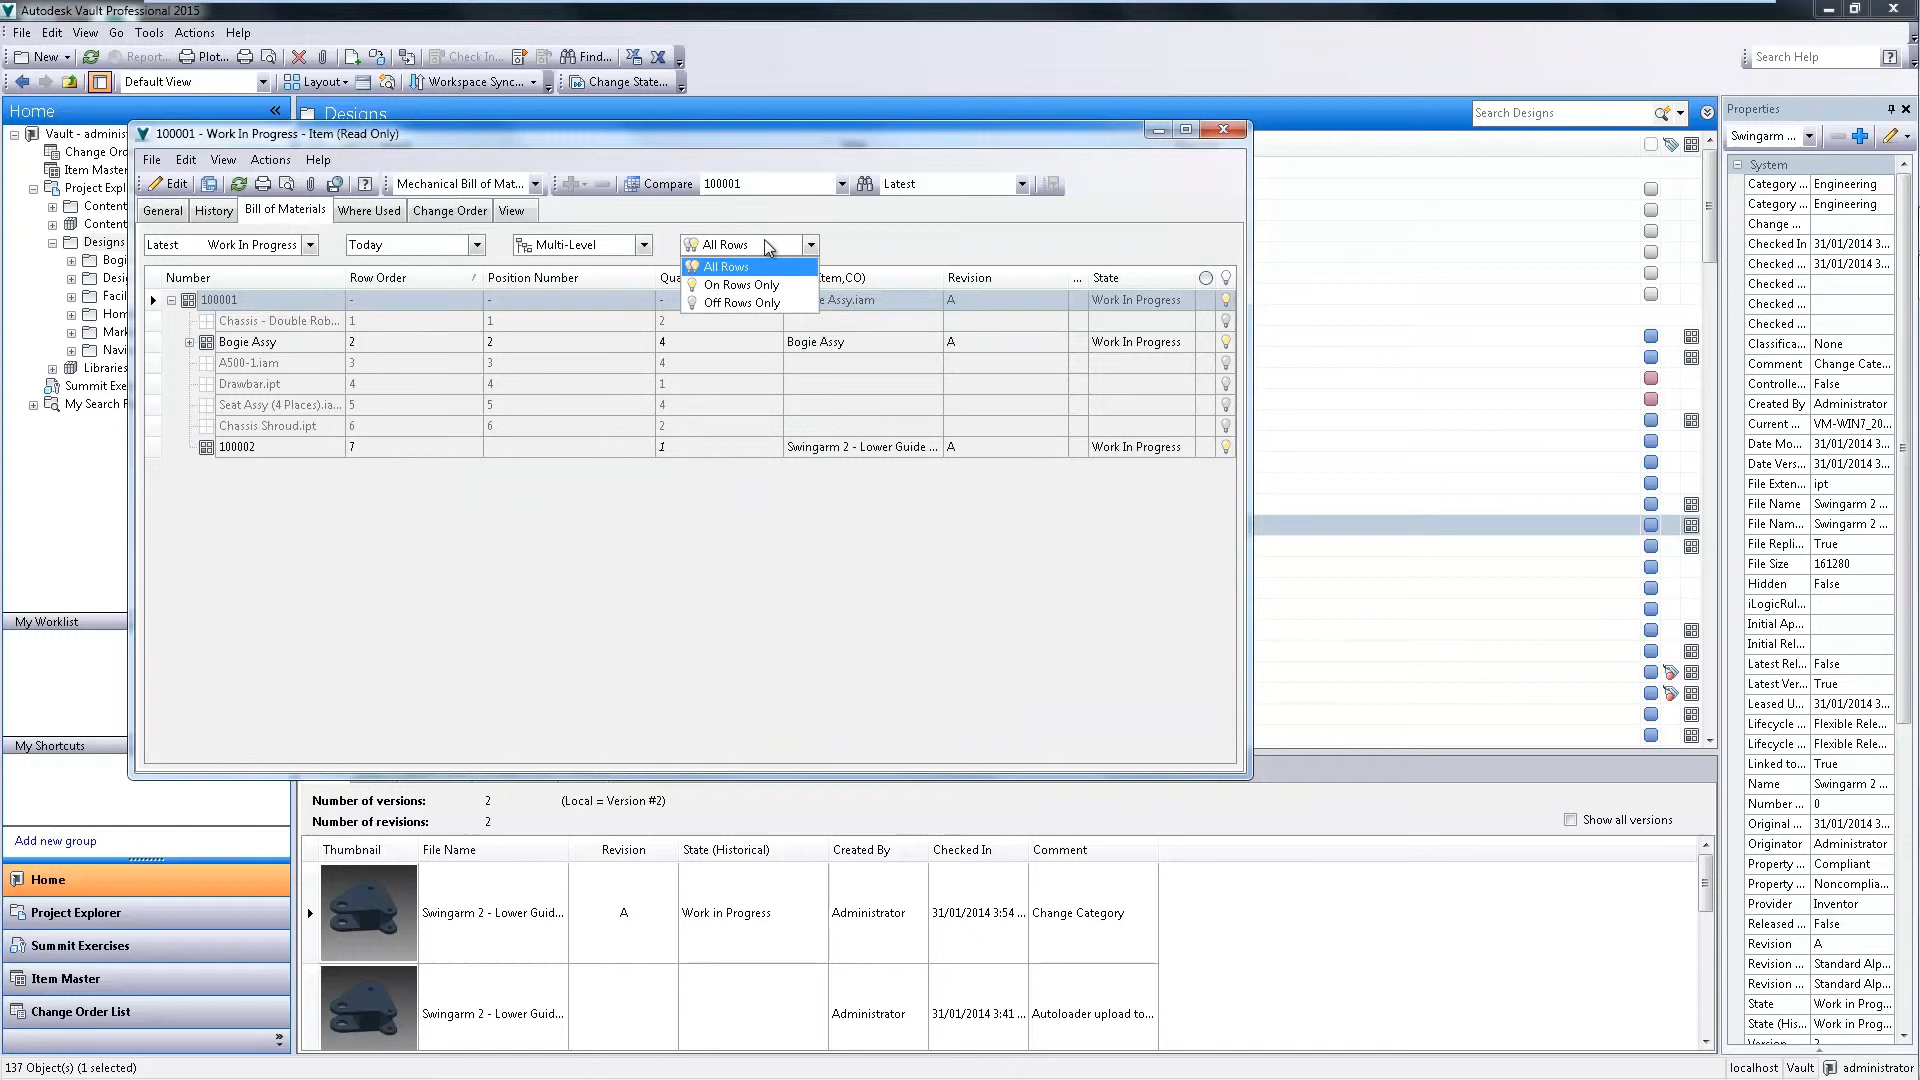 Autodesk Vault Professional 2015
File Edit View Go Tools Actions Help
New Report... Plot... Check In... Find... Search Help
Default View Layout Workspace Sync... Change State...
Home
Designs
Search Designs
Properties
Vault - adminis
Change Ord
Item Master
Project Expl
Content
Content
Designs
Bogi
Desi
Facil
Hom
Mark
Navi
Libraries
Summit Exe
My Search F
My Worklist
My Shortcuts
Add new group
Home
Project Explorer
Summit Exercises
Item Master
Change Order List
100001 - Work In Progress - Item (Read Only)
File Edit View Actions Help
Edit Mechanical Bill of Mat... Compare 100001 Latest
General History Bill of Materials Where Used Change Order View
Latest Work In Progress Today Multi-Level All Rows
All Rows
On Rows Only
Off Rows Only
Number Row Order / Position Number Qua tem,CO) Revision ... State
100001 - - - e Assy.iam A Work In Progress
Chassis - Double Rob... 1 1 2
Bogie Assy 2 2 4 Bogie Assy A Work In Progress
A500-1.iam 3 3 4
Drawbar.ipt 4 4 1
Seat Assy (4 Places).ia... 5 5 4
Chassis Shroud.ipt 6 6 2
100002 7 1 Swingarm 2 - Lower Guide ... A Work In Progress
Number of versions: 2 (Local = Version #2)
Number of revisions: 2
Show all versions
Thumbnail File Name Revision State (Historical) Created By Checked In Comment
Swingarm 2 - Lower Guid... A Work in Progress Administrator 31/01/2014 3:54 ... Change Category
Swingarm 2 - Lower Guid... Administrator 31/01/2014 3:41 ... Autoloader upload to...
Swingarm ...
System
Category ... Engineering
Category ... Engineering
Change ...
Checked In 31/01/2014 3...
Checked ... 31/01/2014 3...
Checked ...
Checked ...
Checked ...
Classifica... None
Comment Change Cate...
Controlle... False
Created By Administrator
Current ... VM-WIN7_20...
Date Mo... 31/01/2014 3...
Date Vers... 31/01/2014 3...
File Exten... ipt
File Name Swingarm 2 ...
File Nam... Swingarm 2 ...
File Repli... True
File Size 161280
Hidden False
iLogicRul...
Initial Ap...
Initial Rel...
Latest Rel... False
Latest Ver... True
Leased U... 31/01/2014 3...
Lifecycle ... Flexible Rele...
Lifecycle ... Flexible Rele...
Linked to... True
Name Swingarm 2 ...
Number ... 0
Original ... 31/01/2014 3...
Originator Administrator
Property ... Compliant
Property ... Noncomplia...
Provider Inventor
Released ... False
Revision A
Revision ... Standard Alp...
Revision ... Standard Alp...
State Work in Prog...
State (His... Work in Prog...
137 Object(s) (1 selected)
localhost Vault administrator